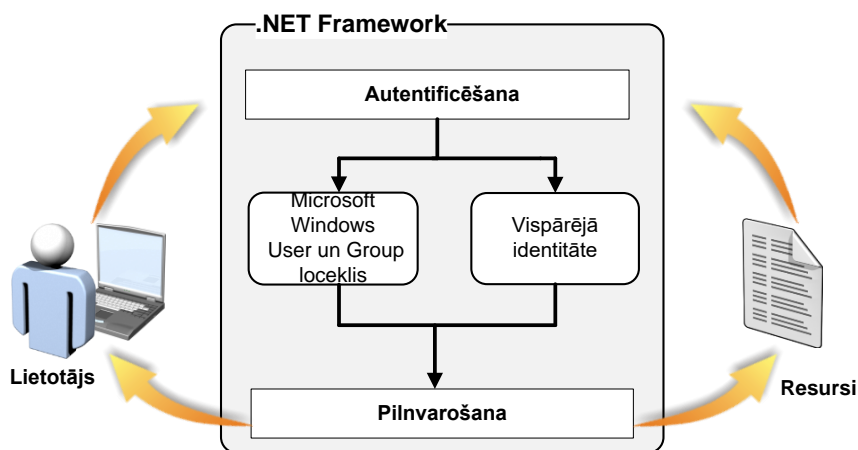 .NET Framework
Autentificēšana
Microsoft
Windows
User un Group
loceklis
Vispārējā
identitāte
Lietotājs
Resursi
Pilnvarošana